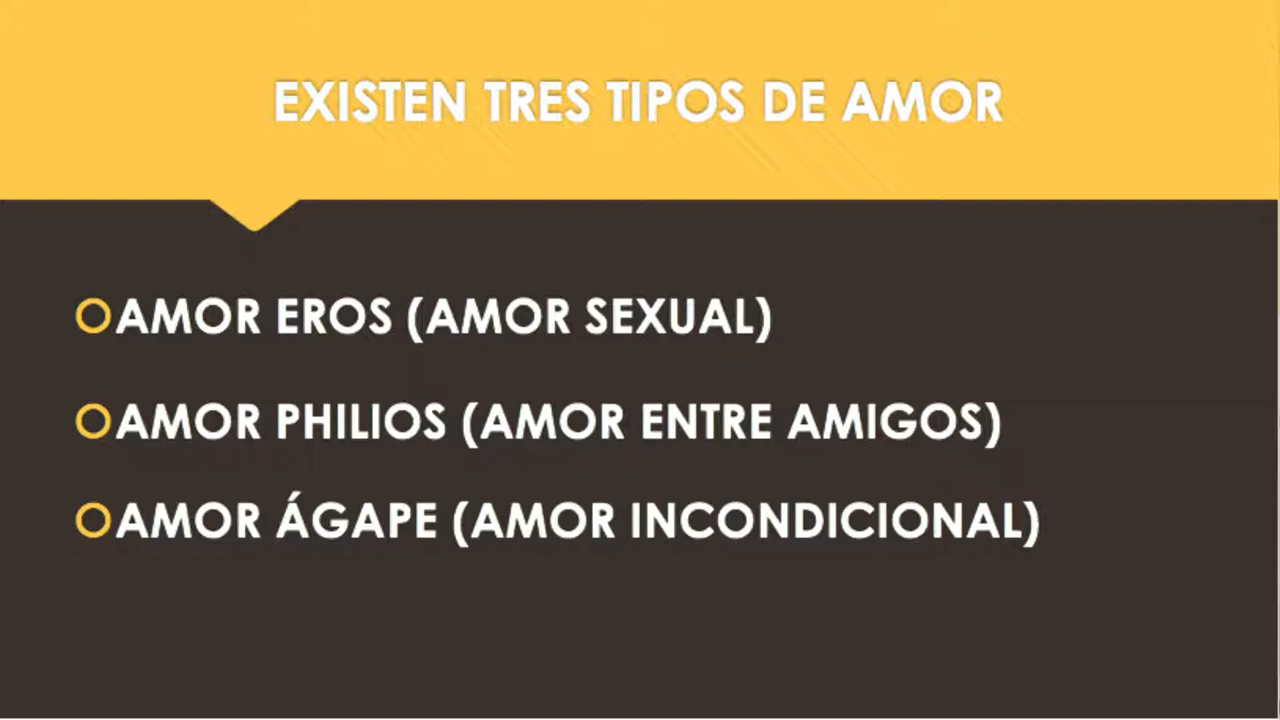 EXISTEN TRES TIPOS DE AMOR
AMOR EROS (AMOR SEXUAL)
AMOR PHILIOS (AMOR ENTRE AMIGOS)
AMOR ÁGAPE (AMOR INCONDICIONAL)